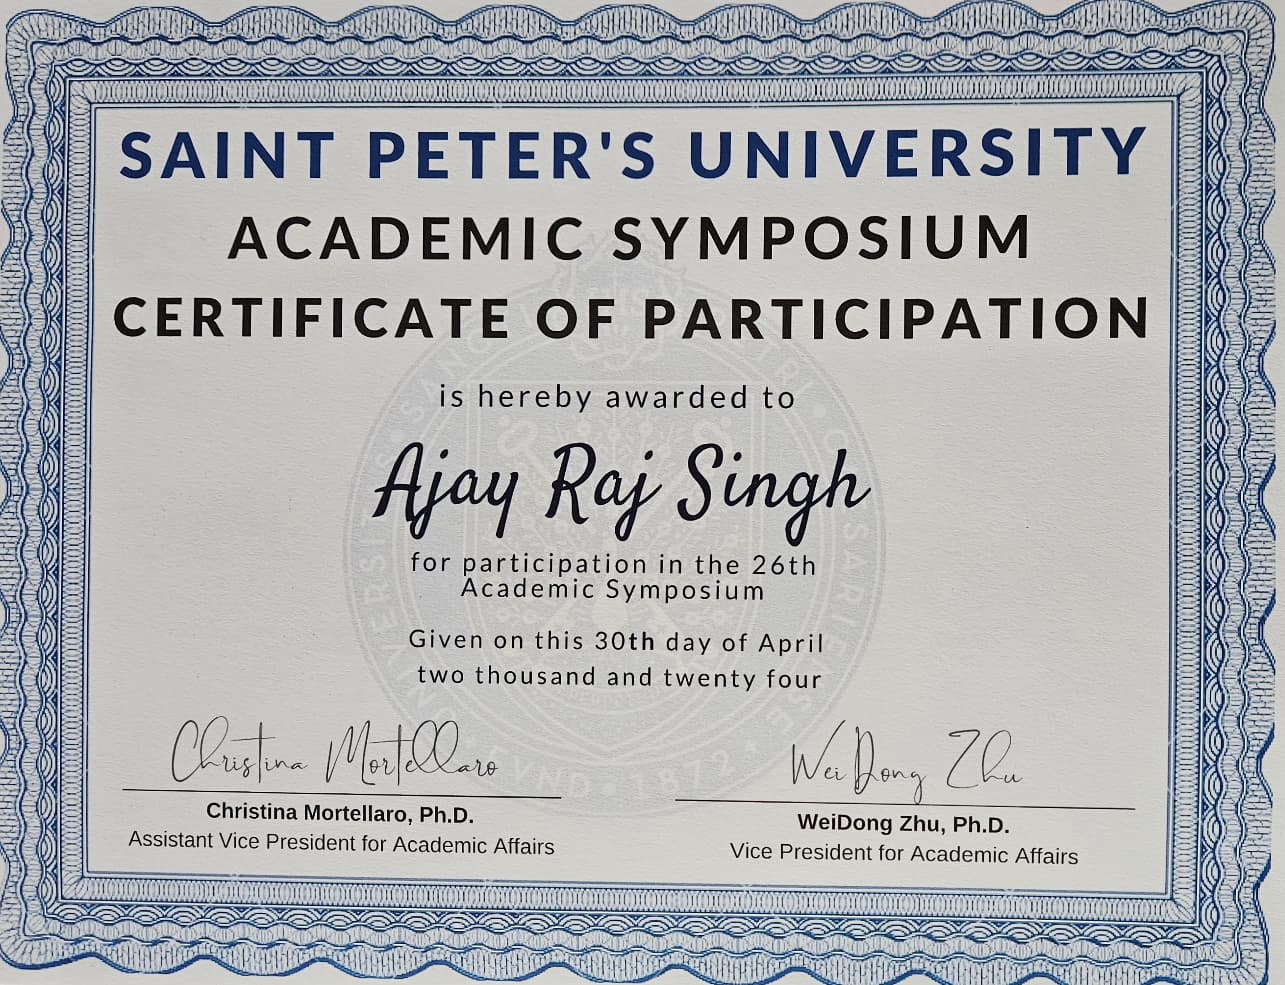 SAINT PETER'S UNIVERSITY
ACADEMIC SYMPOSIUM
CERTIFICATE OF PARTICIPATION
is hereby awarded to
Ajay Raj Singh
for participation in the 26th
Academic Symposium
Given on this 30th day of April
two thousand and twenty four
Christina Mortellaro
Christina Mortellaro, Ph.D.
Assistant Vice President for Academic Affairs
WeiDong Zhu
WeiDong Zhu, Ph.D.
Vice President for Academic Affairs